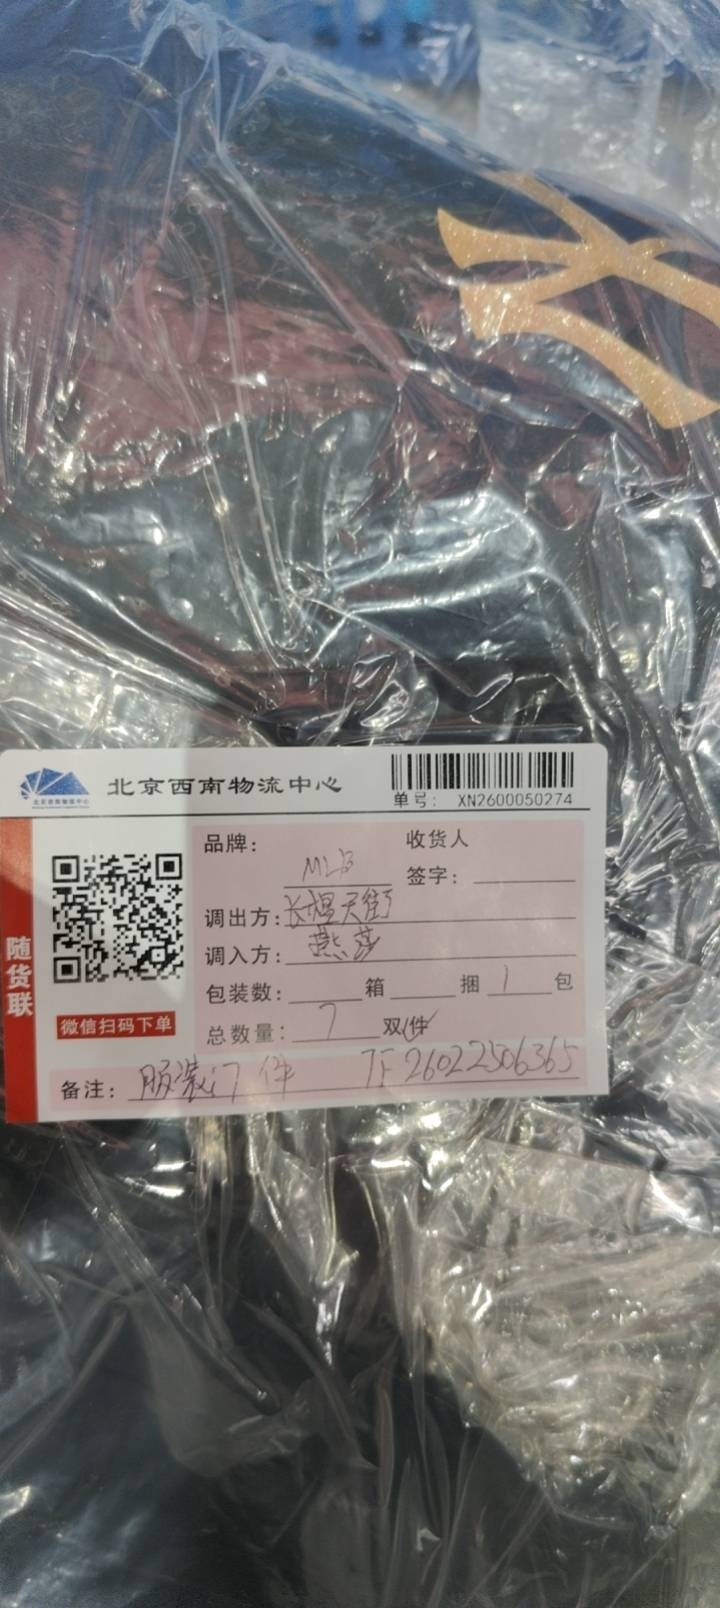 北京西南物流中心
单号: XN2600050274
品牌: MLB
收货人
签字:
调出方: 长楹天街
调入方: 燕莎
包装数: 箱 捆 1 包
总数量: 7 双/件
随货联
微信扫码下单
备注: 服装:7件 TF26022506365